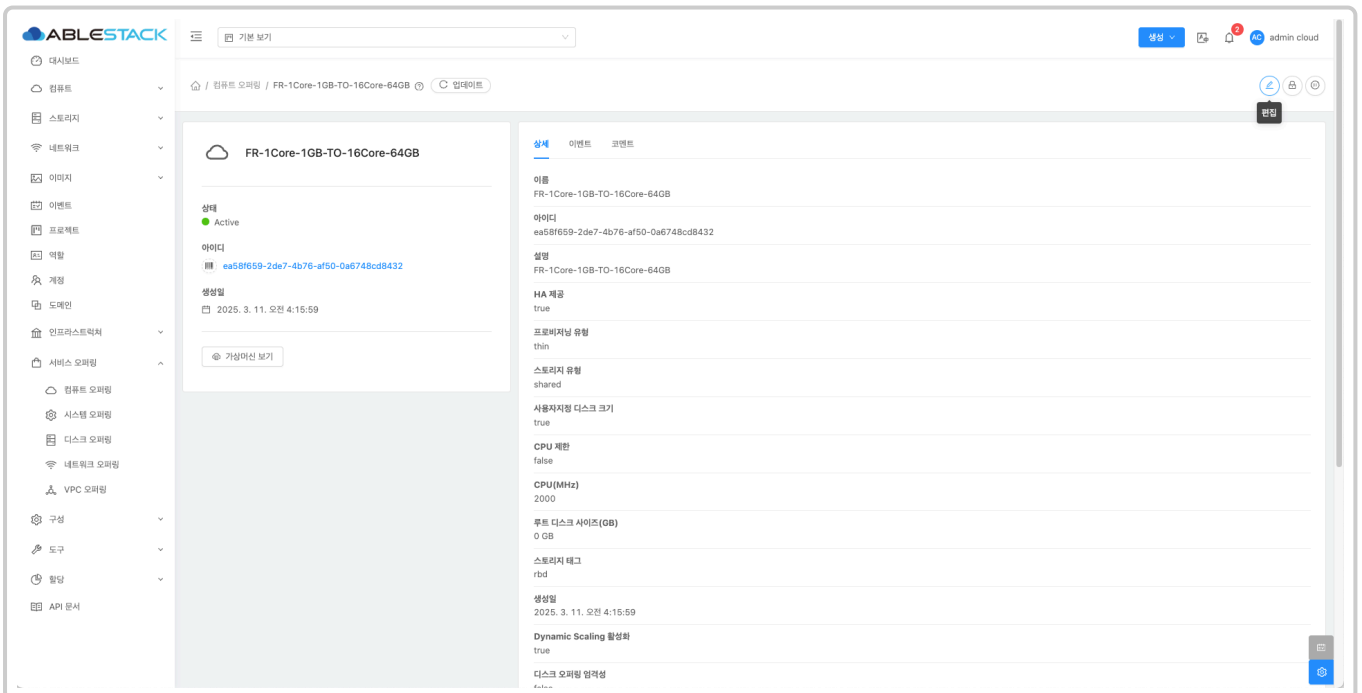 ABLESTACK
기본 보기
생성
2
AC
admin cloud
대시보드
컴퓨트
스토리지
네트워크
이미지
이벤트
프로젝트
역할
계정
도메인
인프라스트럭쳐
서비스 오퍼링
컴퓨트 오퍼링
시스템 오퍼링
디스크 오퍼링
네트워크 오퍼링
VPC 오퍼링
구성
도구
할당
API 문서
/ 컴퓨트 오퍼링 / FR-1Core-1GB-TO-16Core-64GB
업데이트
편집
FR-1Core-1GB-TO-16Core-64GB
상태
Active
아이디
ea58f659-2de7-4b76-af50-0a6748cd8432
생성일
2025. 3. 11. 오전 4:15:59
가상머신 보기
상세 이벤트 코멘트
이름
FR-1Core-1GB-TO-16Core-64GB
아이디
ea58f659-2de7-4b76-af50-0a6748cd8432
설명
FR-1Core-1GB-TO-16Core-64GB
HA 제공
true
프로비저닝 유형
thin
스토리지 유형
shared
사용자지정 디스크 크기
true
CPU 제한
false
CPU(MHz)
2000
루트 디스크 사이즈(GB)
0 GB
스토리지 태그
rbd
생성일
2025. 3. 11. 오전 4:15:59
Dynamic Scaling 활성화
true
디스크 오퍼링 엄격성
false